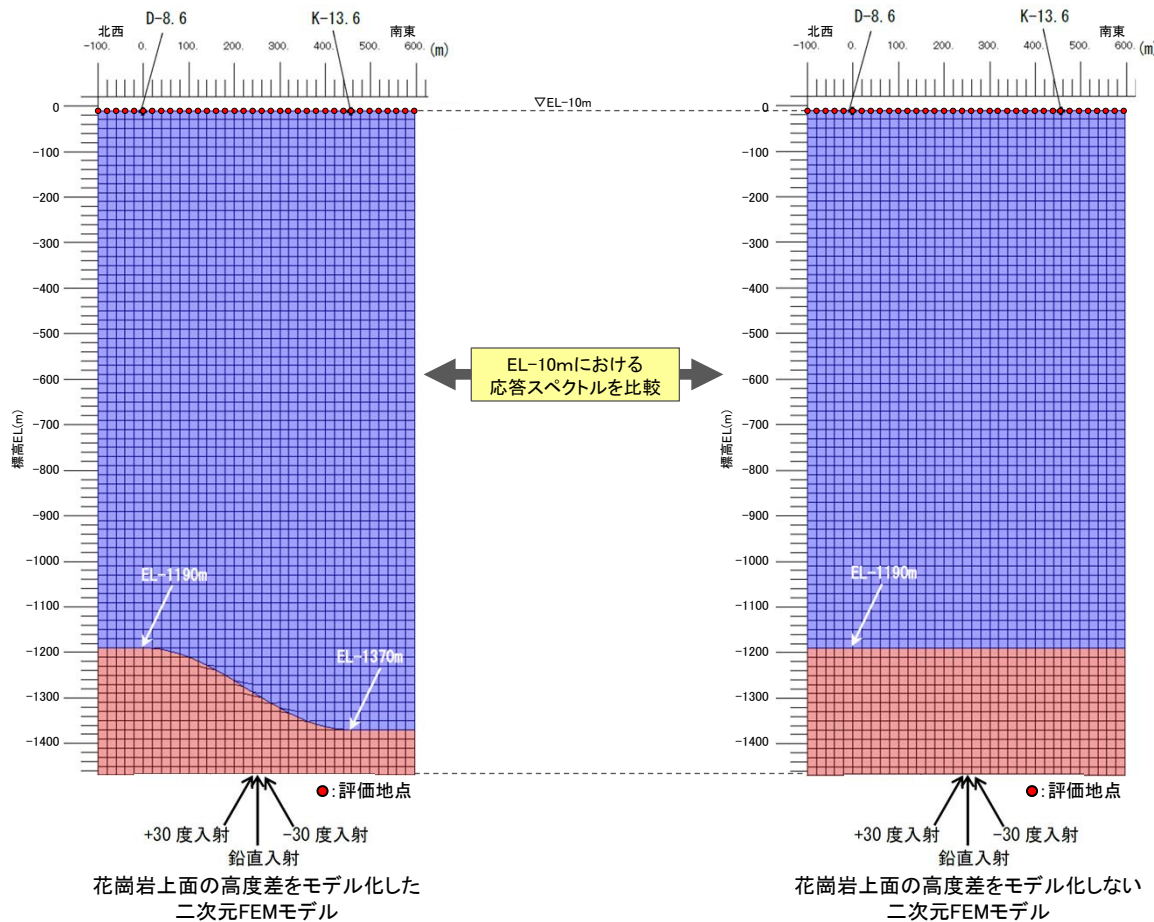 D-8.6
K-13.6
北西
南東
-100. 0. 100. 200. 300. 400. 500. 600. (m)
0
-100
-200
-300
-400
-500
-600
-700
-800
-900
-1000
-1100
-1200
-1300
-1400
標高EL(m)
EL-1190m
EL-1370m
●:評価地点
+30 度入射
-30 度入射
鉛直入射
花崗岩上面の高度差をモデル化した
二次元FEMモデル
▽EL-10m
EL-10mにおける
応答スペクトルを比較
D-8.6
K-13.6
北西
南東
-100. 0. 100. 200. 300. 400. 500. 600. (m)
0
-100
-200
-300
-400
-500
-600
-700
-800
-900
-1000
-1100
-1200
-1300
-1400
標高EL(m)
EL-1190m
●:評価地点
+30 度入射
-30 度入射
鉛直入射
花崗岩上面の高度差をモデル化しない
二次元FEMモデル